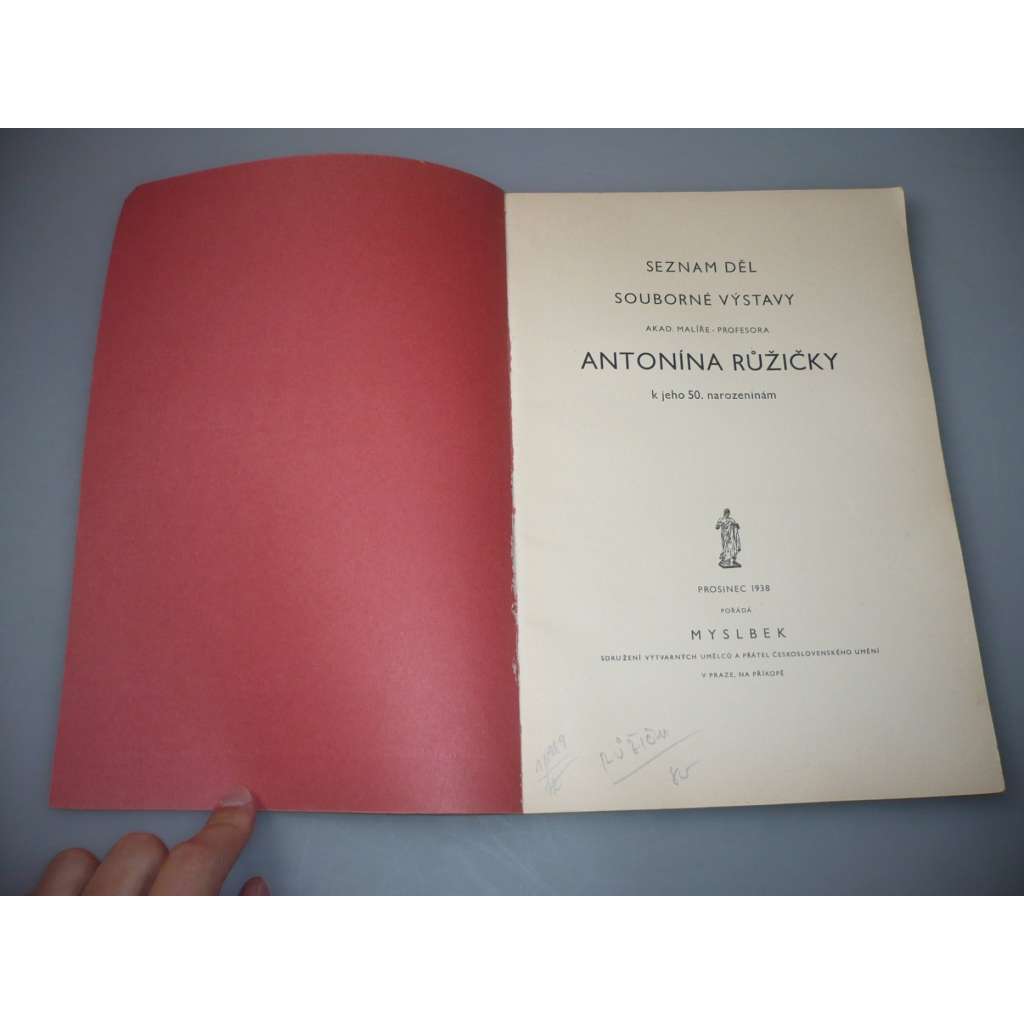 SEZNAM DĚL
SOUBORNÉ VÝSTAVY
AKAD. MALÍŘE - PROFESORA
ANTONÍNA RŮŽIČKY
k jeho 50. narozeninám
PROSINEC 1938
POŘÁDÁ
MYSLBEK
SDRUŽENÍ VÝTVARNÝCH UMĚLCŮ A PŘÁTEL ČESKOSLOVENSKÉHO UMĚNÍ
V PRAZE, NA PŘÍKOPĚ